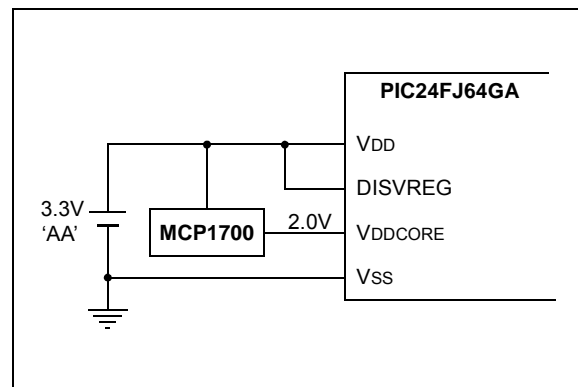 PIC24FJ64GA
VDD
DISVREG
3.3V
'AA'
MCP1700
2.0V
VDDCORE
VSS